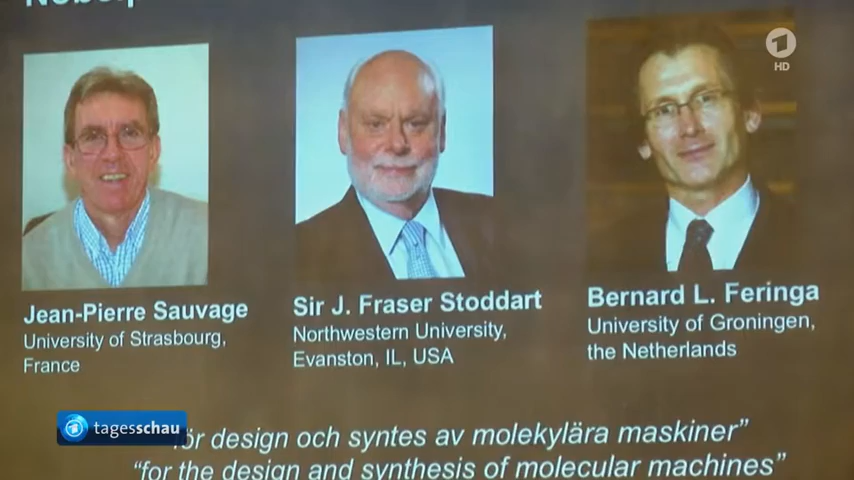 1
HD
Jean-Pierre Sauvage
University of Strasbourg,
France
Sir J. Fraser Stoddart
Northwestern University,
Evanston, IL, USA
Bernard L. Feringa
University of Groningen,
the Netherlands
tagesschau
design och syntes av molekylära maskiner”
“for the design and synthesis of molecular machines”